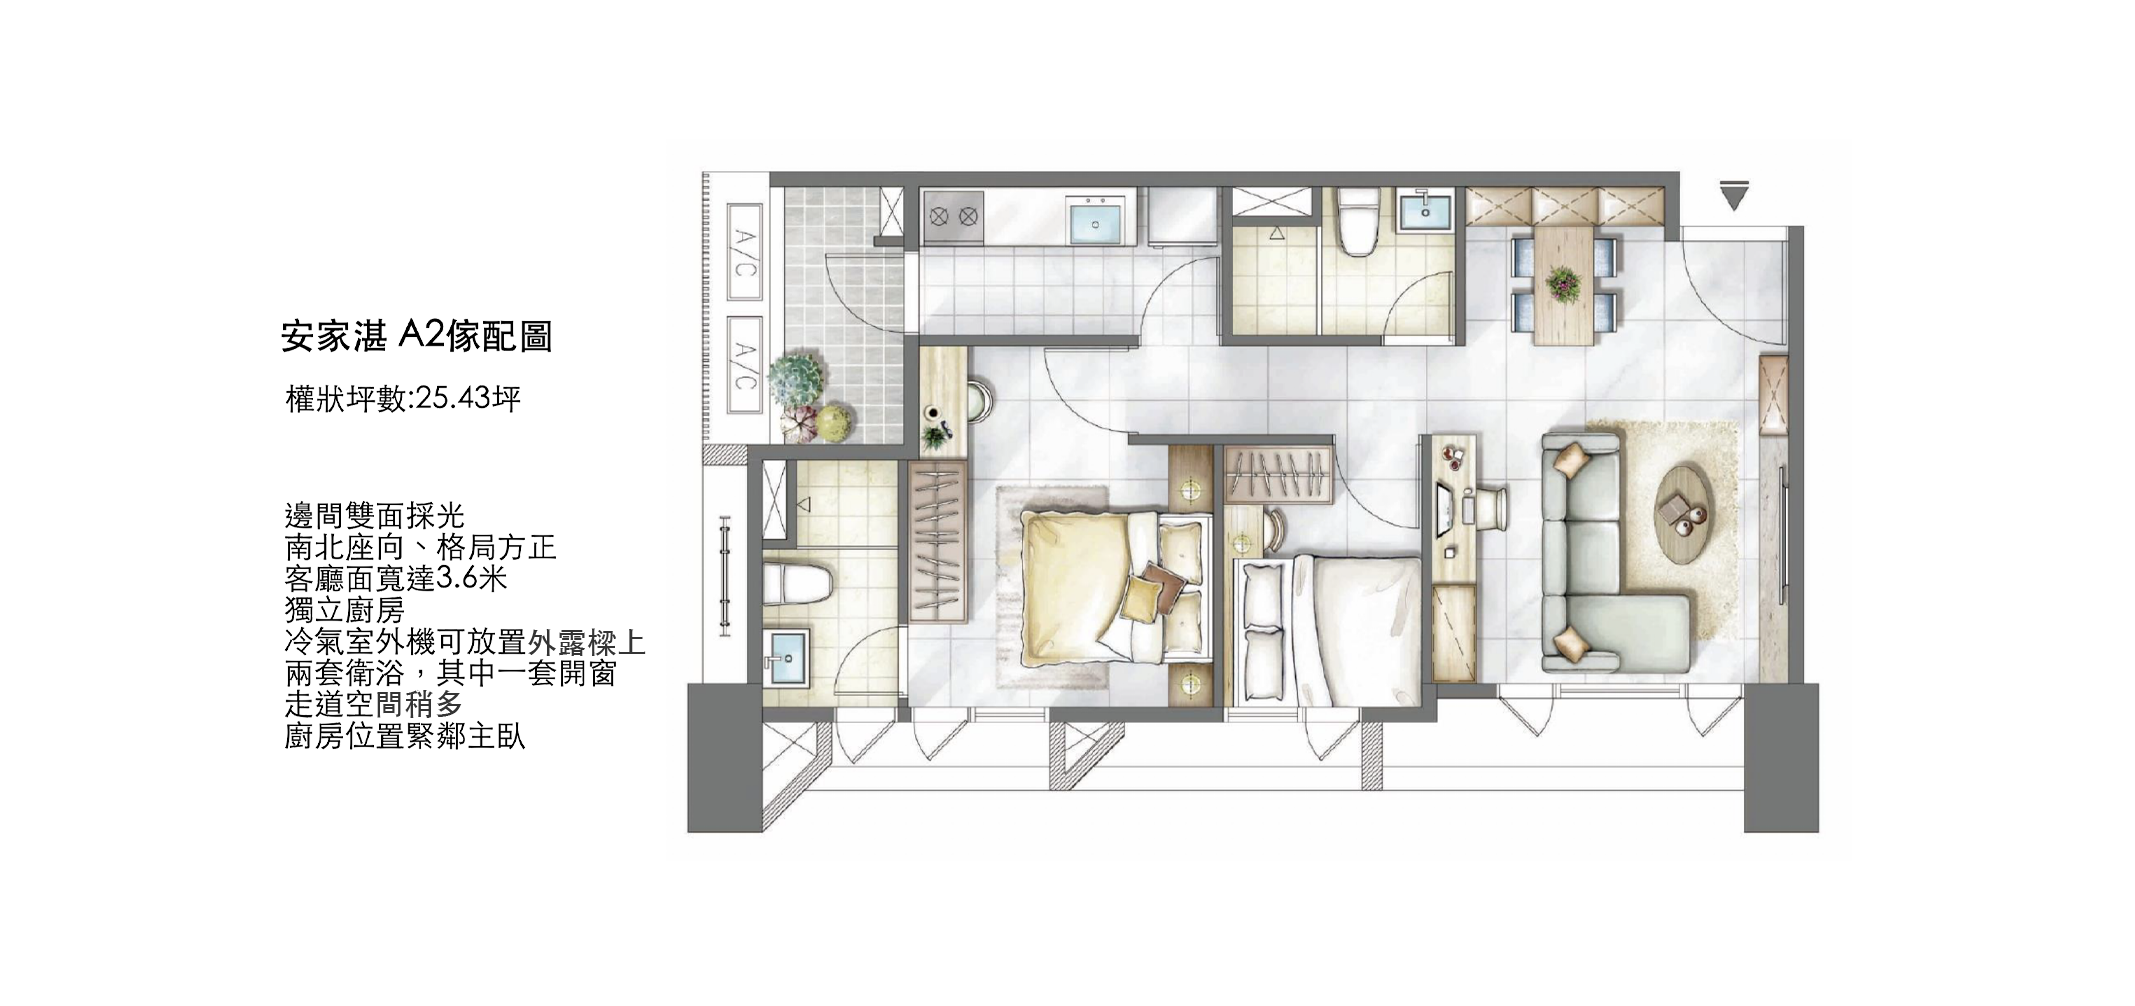 安家湛 A2傢配圖
權狀坪數:25.43坪
邊間雙面採光
南北座向、格局方正
客廳面寬達3.6米
獨立廚房
冷氣室外機可放置外露樑上
兩套衛浴，其中一套開窗
走道空間稍多
廚房位置緊鄰主臥
A/C
A/C